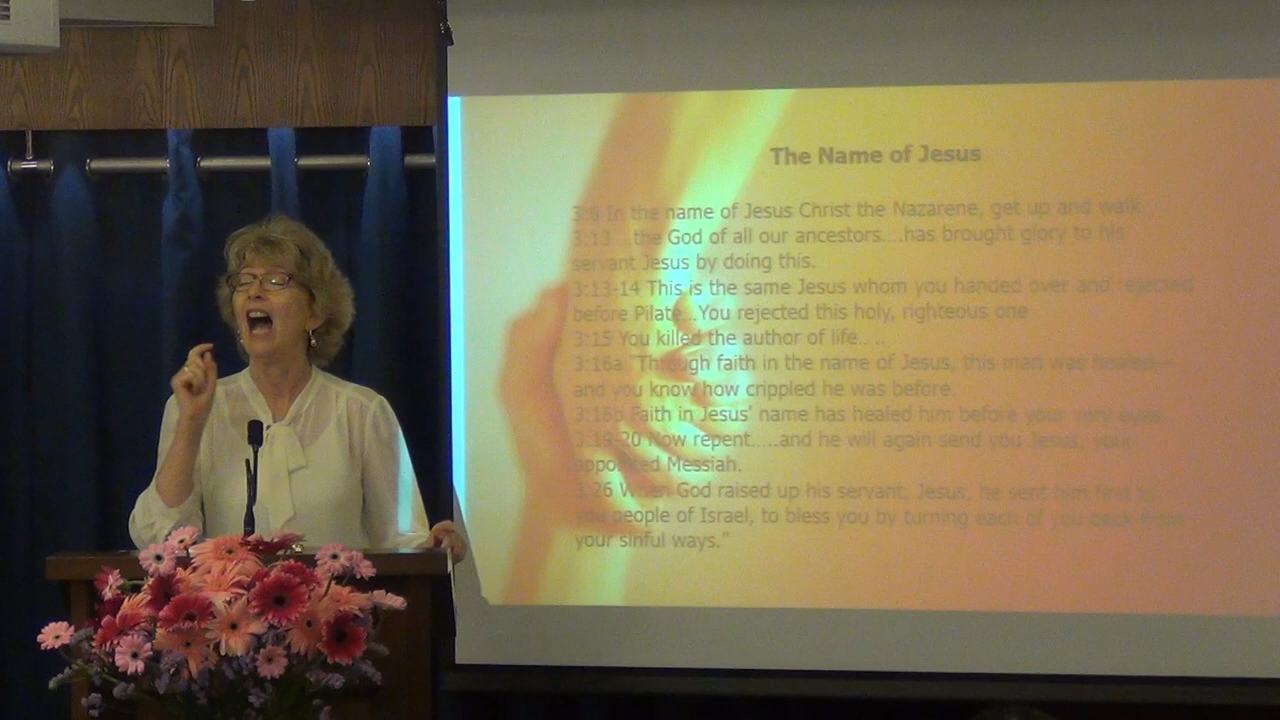 The Name of Jesus
3:8 In the name of Jesus Christ the Nazarene, get up and walk.
3:13 ...the God of all our ancestors....has brought glory to his
servant Jesus by doing this.
3:13-14 This is the same Jesus whom you handed over and rejected
before Pilate...You rejected this holy, righteous one
3:15 You killed the author of life....
3:16a "Through faith in the name of Jesus, this man was healed—
and you know how crippled he was before.
3:16b Faith in Jesus' name has healed him before your very eyes.
3:19-20 Now repent.....and he will again send you Jesus, your
appointed Messiah.
3:26 When God raised up his servant, Jesus, he sent him first to
you people of Israel, to bless you by turning each of you back from
your sinful ways."